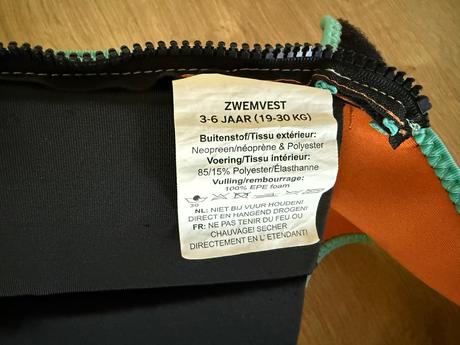 ZWEMVEST
3-6 JAAR (19-30 KG)
Buitenstof/Tissu extérieur:
Neopreen/néoprène & Polyester
Voering/Tissu intérieur:
85/15% Polyester/Élasthanne
Vulling/rembourrage:
100% EPE foam
30
NL: NIET BIJ VUUR HOUDEN!
DIRECT EN HANGEND DROGEN!
FR: NE PAS TENIR DU FEU OU
CHAUVAGE! SECHER
DIRECTEMENT EN L' ETENDANT!